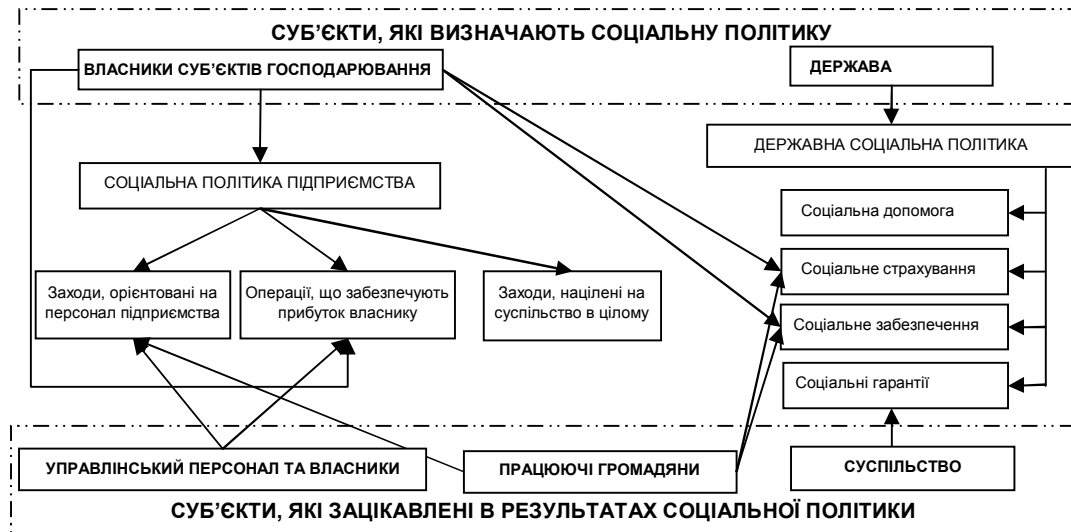 СУБ'ЄКТИ, ЯКІ ВИЗНАЧАЮТЬ СОЦІАЛЬНУ ПОЛІТИКУ
ВЛАСНИКИ СУБ'ЄКТІВ ГОСПОДАРЮВАННЯ
ДЕРЖАВА
ДЕРЖАВНА СОЦІАЛЬНА ПОЛІТИКА
СОЦІАЛЬНА ПОЛІТИКА ПІДПРИЄМСТВА
Соціальна допомога
Соціальне страхування
Заходи, орієнтовані на
персонал підприємства
Операції, що забезпечують
прибуток власнику
Заходи, націлені на
суспільство в цілому
Соціальне забезпечення
Соціальні гарантії
УПРАВЛІНСЬКИЙ ПЕРСОНАЛ ТА ВЛАСНИКИ
ПРАЦЮЮЧІ ГРОМАДЯНИ
СУСПІЛЬСТВО
СУБ'ЄКТИ, ЯКІ ЗАЦІКАВЛЕНІ В РЕЗУЛЬТАТАХ СОЦІАЛЬНОЇ ПОЛІТИКИ